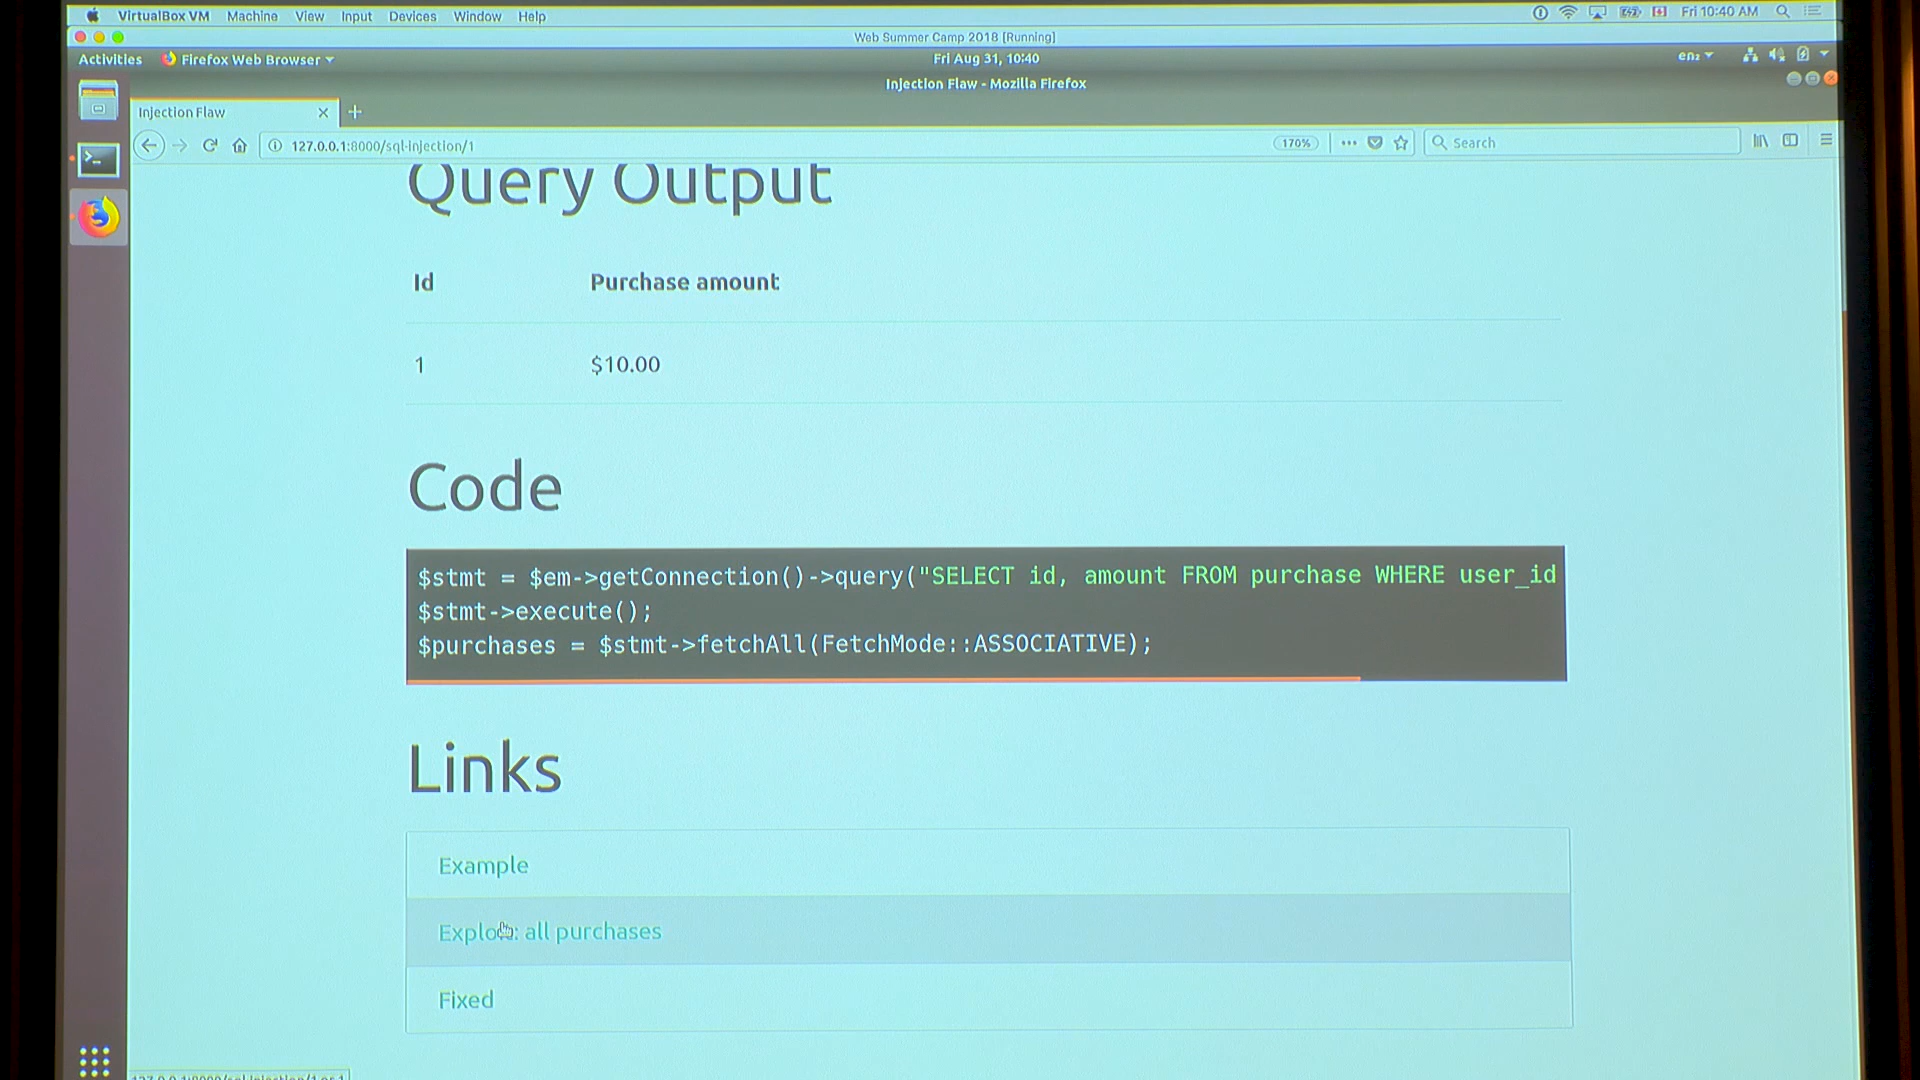 VirtualBox VM Machine View Input Devices Window Help
Fri 10:40 AM
Web Summer Camp 2018 [Running]
Activities Firefox Web Browser
Fri Aug 31, 10:40
Injection Flaw - Mozilla Firefox
Injection Flaw
127.0.0.1:8000/sql-injection/1
170%
Search
Query Output
Id Purchase amount
1 $10.00
Code
$stmt = $em->getConnection()->query("SELECT id, amount FROM purchase WHERE user_id
$stmt->execute();
$purchases = $stmt->fetchAll(FetchMode::ASSOCIATIVE);
Links
Example
all purchases
Fixed